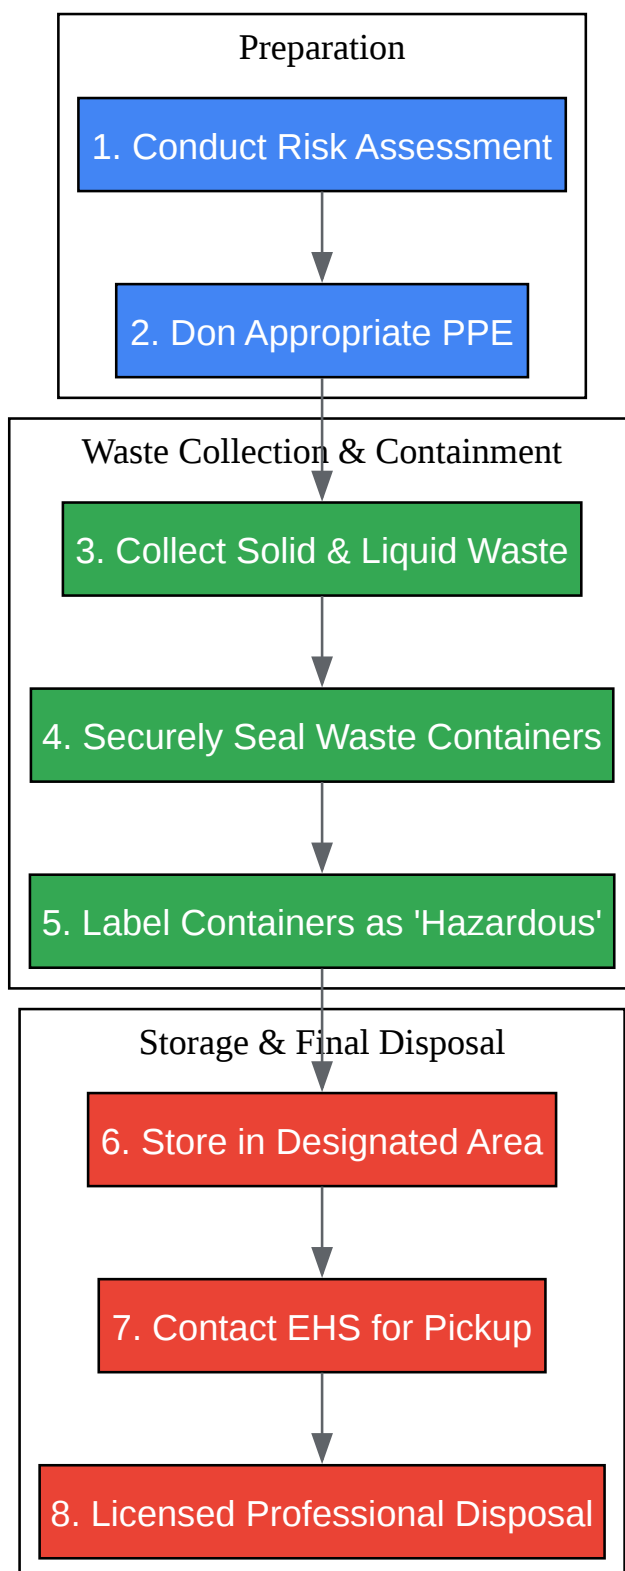 Preparation
1. Conduct Risk Assessment
2. Don Appropriate PPE
Waste Collection & Containment
3. Collect Solid & Liquid Waste
4. Securely Seal Waste Containers
5. Label Containers as 'Hazardous'
Storage & Final Disposal
6. Store in Designated Area
7. Contact EHS for Pickup
8. Licensed Professional Disposal